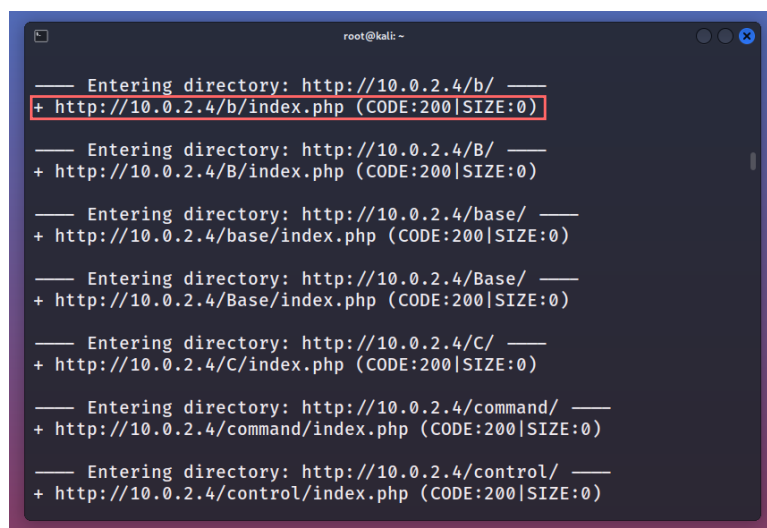 root@kali: ~
—— Entering directory: http://10.0.2.4/b/ ——
+ http://10.0.2.4/b/index.php (CODE:200|SIZE:0)
—— Entering directory: http://10.0.2.4/B/ ——
+ http://10.0.2.4/B/index.php (CODE:200|SIZE:0)
—— Entering directory: http://10.0.2.4/base/ ——
+ http://10.0.2.4/base/index.php (CODE:200|SIZE:0)
—— Entering directory: http://10.0.2.4/Base/ ——
+ http://10.0.2.4/Base/index.php (CODE:200|SIZE:0)
—— Entering directory: http://10.0.2.4/C/ ——
+ http://10.0.2.4/C/index.php (CODE:200|SIZE:0)
—— Entering directory: http://10.0.2.4/command/ ——
+ http://10.0.2.4/command/index.php (CODE:200|SIZE:0)
—— Entering directory: http://10.0.2.4/control/ ——
+ http://10.0.2.4/control/index.php (CODE:200|SIZE:0)